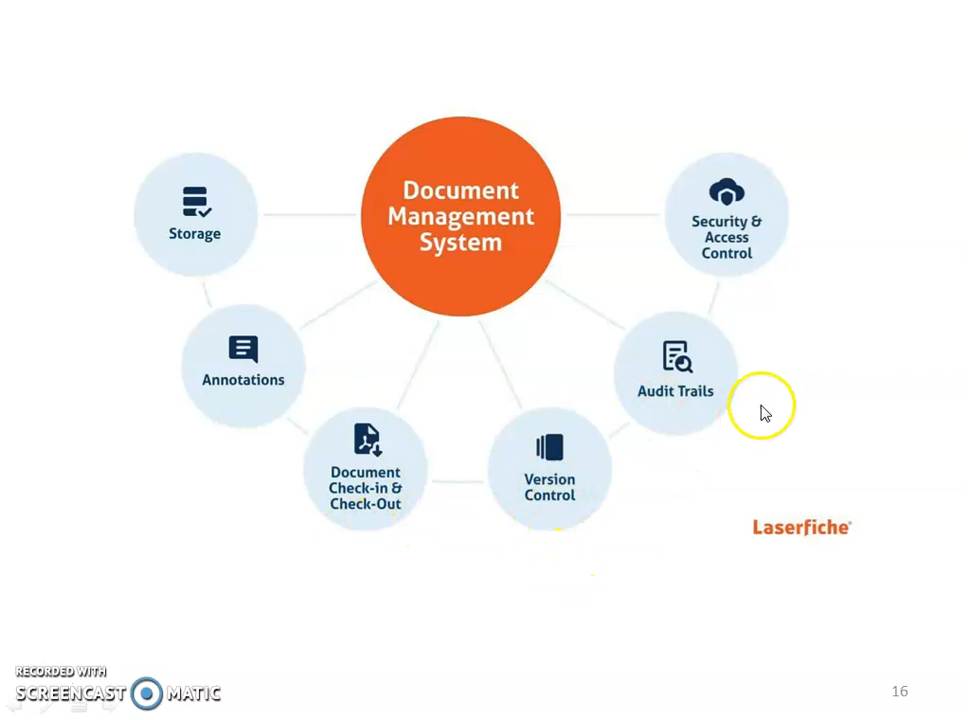 Document
Management
System
Storage
Security &
Access
Control
Annotations
Audit Trails
Document
Check-in &
Check-Out
Version
Control
Laserfiche®
RECORDED WITH
SCREENCAST MATIC
16